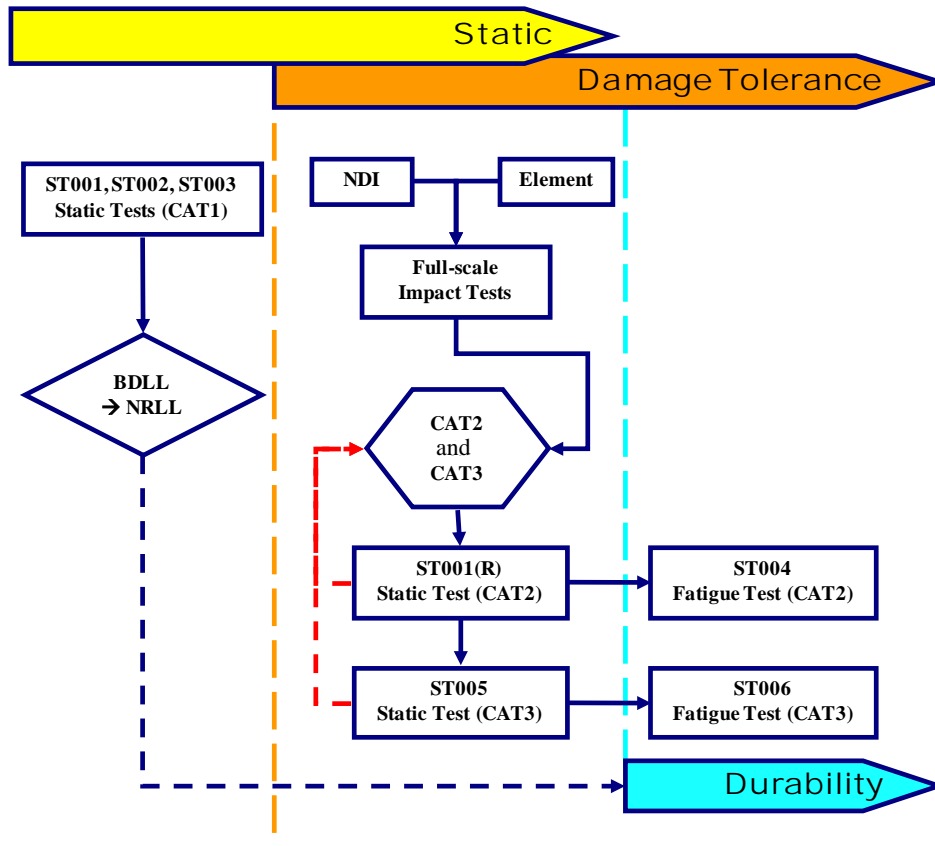 Static
Damage Tolerance
ST001, ST002, ST003
Static Tests (CAT1)
NDI
Element
Full-scale
Impact Tests
BDLL
→ NRLL
CAT2
and
CAT3
ST001(R)
Static Test (CAT2)
ST004
Fatigue Test (CAT2)
ST005
Static Test (CAT3)
ST006
Fatigue Test (CAT3)
Durability